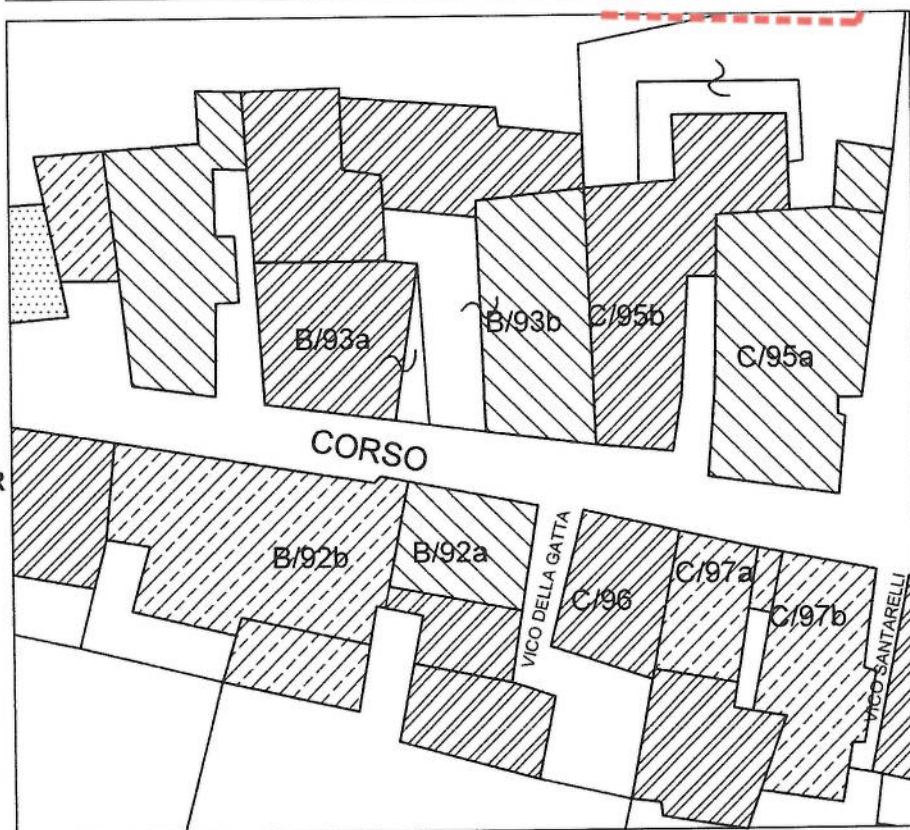 B/93a
B/93b
C/95b
C/95a
CORSO
R
B/92b
B/92a
VICO DELLA GATTA
C/96
C/97a
C/97b
VICO SANTARELLI